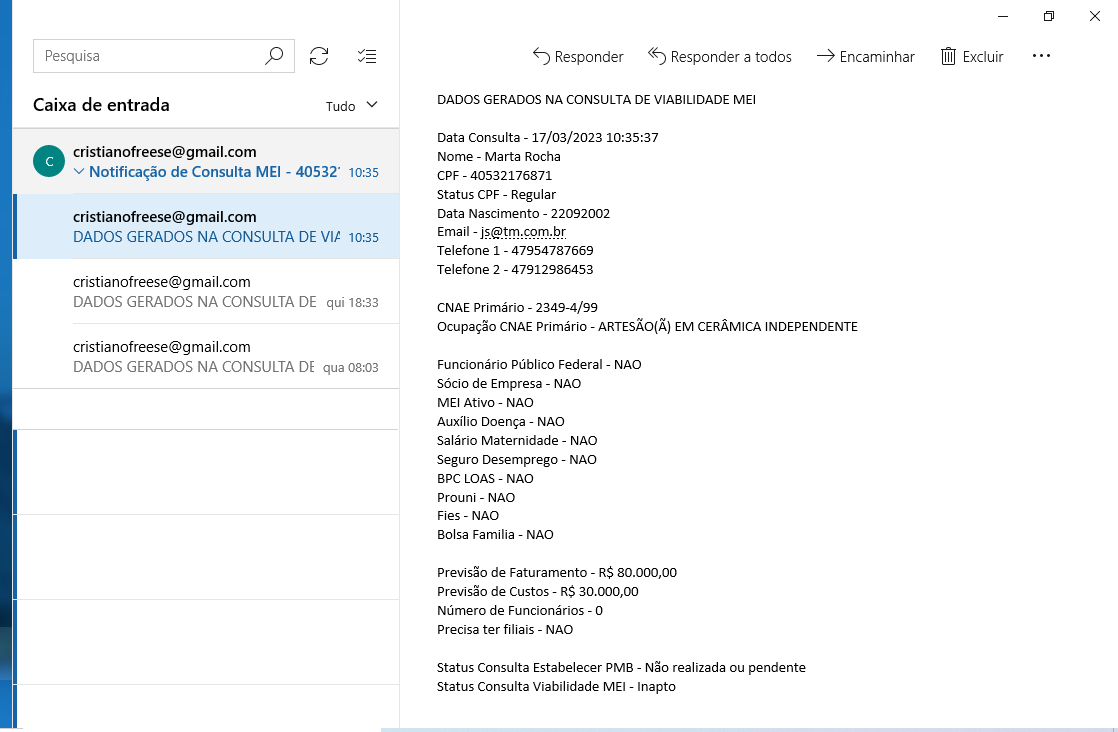 Pesquisa
Caixa de entrada
Tudo
C
cristianofreese@gmail.com
Notificação de Consulta MEI - 40532
10:35
cristianofreese@gmail.com
DADOS GERADOS NA CONSULTA DE VIA
10:35
cristianofreese@gmail.com
DADOS GERADOS NA CONSULTA DE
qui 18:33
cristianofreese@gmail.com
DADOS GERADOS NA CONSULTA DE
qua 08:03
Responder
Responder a todos
Encaminhar
Excluir
DADOS GERADOS NA CONSULTA DE VIABILIDADE MEI
Data Consulta - 17/03/2023 10:35:37
Nome - Marta Rocha
CPF - 40532176871
Status CPF - Regular
Data Nascimento - 22092002
Email - js@tm.com.br
Telefone 1 - 47954787669
Telefone 2 - 47912986453
CNAE Primário - 2349-4/99
Ocupação CNAE Primário - ARTESÃO(Ã) EM CERÂMICA INDEPENDENTE
Funcionário Público Federal - NAO
Sócio de Empresa - NAO
MEI Ativo - NAO
Auxílio Doença - NAO
Salário Maternidade - NAO
Seguro Desemprego - NAO
BPC LOAS - NAO
Prouni - NAO
Fies - NAO
Bolsa Familia - NAO
Previsão de Faturamento - R$ 80.000,00
Previsão de Custos - R$ 30.000,00
Número de Funcionários - 0
Precisa ter filiais - NAO
Status Consulta Estabelecer PMB - Não realizada ou pendente
Status Consulta Viabilidade MEI - Inapto